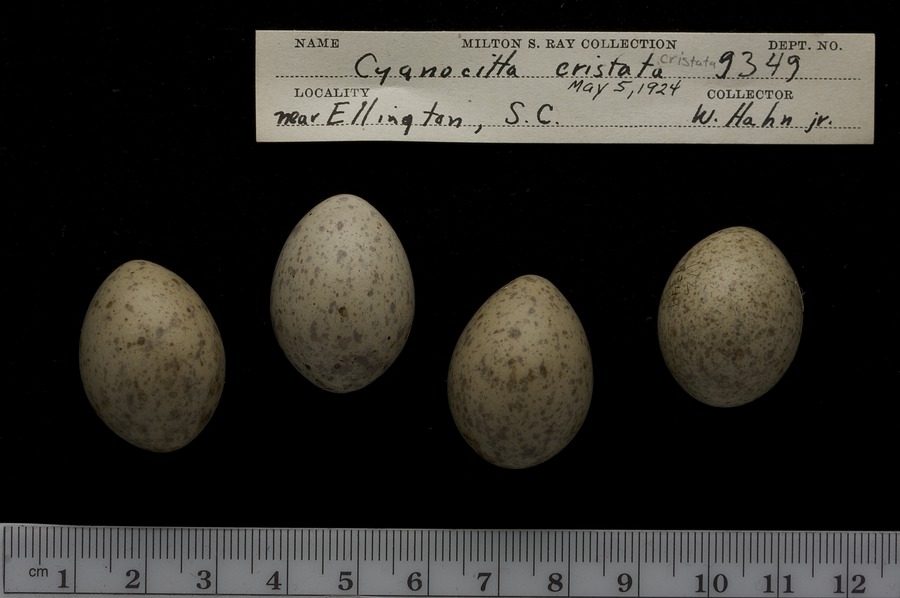 NAME MILTON S. RAY COLLECTION DEPT. NO.
Cyanocitta cristata cristata 9349
May 5, 1924
LOCALITY COLLECTOR
near Ellington, S.C. W. Hahn jr.
cm 1 2 3 4 5 6 7 8 9 10 11 12